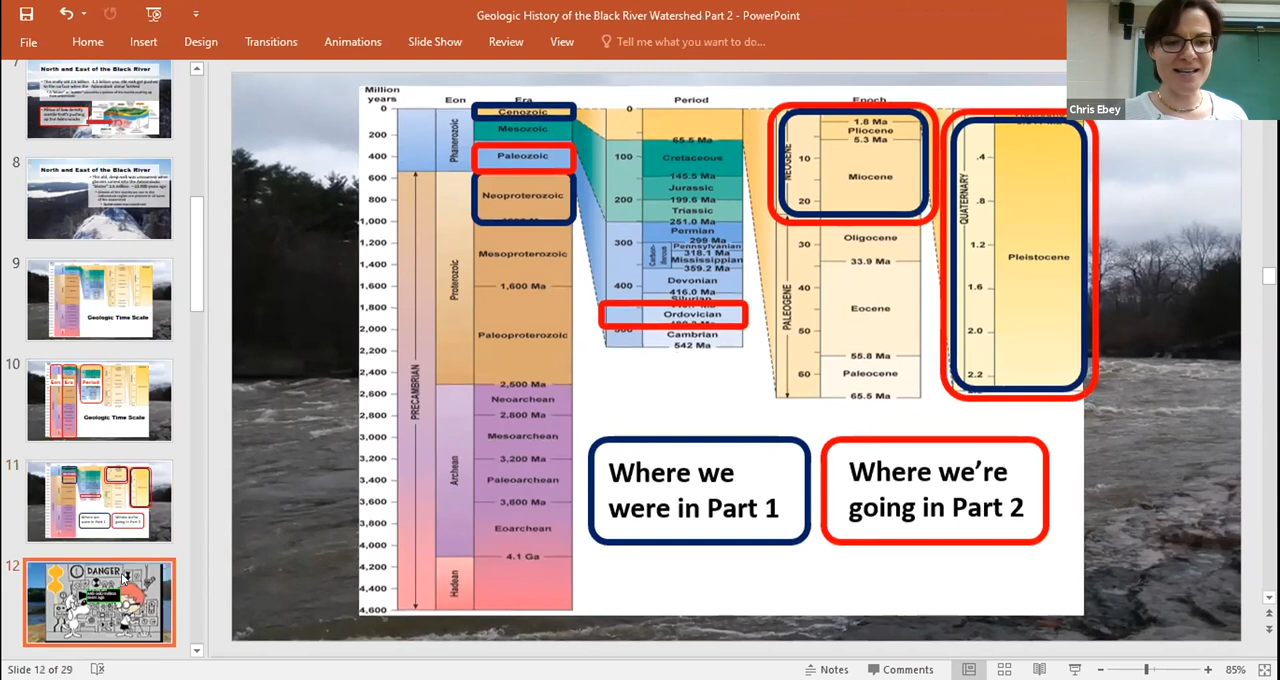 Geologic History of the Black River Watershed Part 2 - PowerPoint
File
Home
Insert
Design
Transitions
Animations
Slide Show
Review
View
Tell me what you want to do...
Chris Ebey
7
North and East of the Black River
8
North and East of the Black River
9
Geologic Time Scale
10
Eon
Era
Period
Geologic Time Scale
11
Where we were in Part 1
Where we're going in Part 2
12
DANGER
Million
years
Eon
Era
Period
Epoch
0
200
400
600
800
1,000
1,200
1,400
1,600
1,800
2,000
2,200
2,400
2,600
2,800
3,000
3,200
3,400
3,600
3,800
4,000
4,200
4,400
4,600
PRECAMBRIAN
Phanerozoic
Proterozoic
Archean
Hadean
Cenozoic
Mesozoic
Paleozoic
Neoproterozoic
Mesoproterozoic
1,600 Ma
Paleoproterozoic
2,500 Ma
Neoarchean
2,800 Ma
Mesoarchean
3,200 Ma
Paleoarchean
3,600 Ma
Eoarchean
4.1 Ga
0
100
200
300
400
500
65.5 Ma
Cretaceous
145.5 Ma
Jurassic
199.6 Ma
Triassic
251.0 Ma
Permian
299 Ma
Carbon-
iferous
Pennsylvanian
318.1 Ma
Mississippian
359.2 Ma
Devonian
416.0 Ma
Silurian
Ordovician
Cambrian
542 Ma
0
10
20
30
40
50
60
NEOGENE
PALEOGENE
1.8 Ma
Pliocene
5.3 Ma
Miocene
Oligocene
33.9 Ma
Eocene
55.8 Ma
Paleocene
65.5 Ma
QUATERNARY
.4
.8
1.2
1.6
2.0
2.2
Pleistocene
Where we
were in Part 1
Where we're
going in Part 2
Slide 12 of 29
Notes
Comments
85%